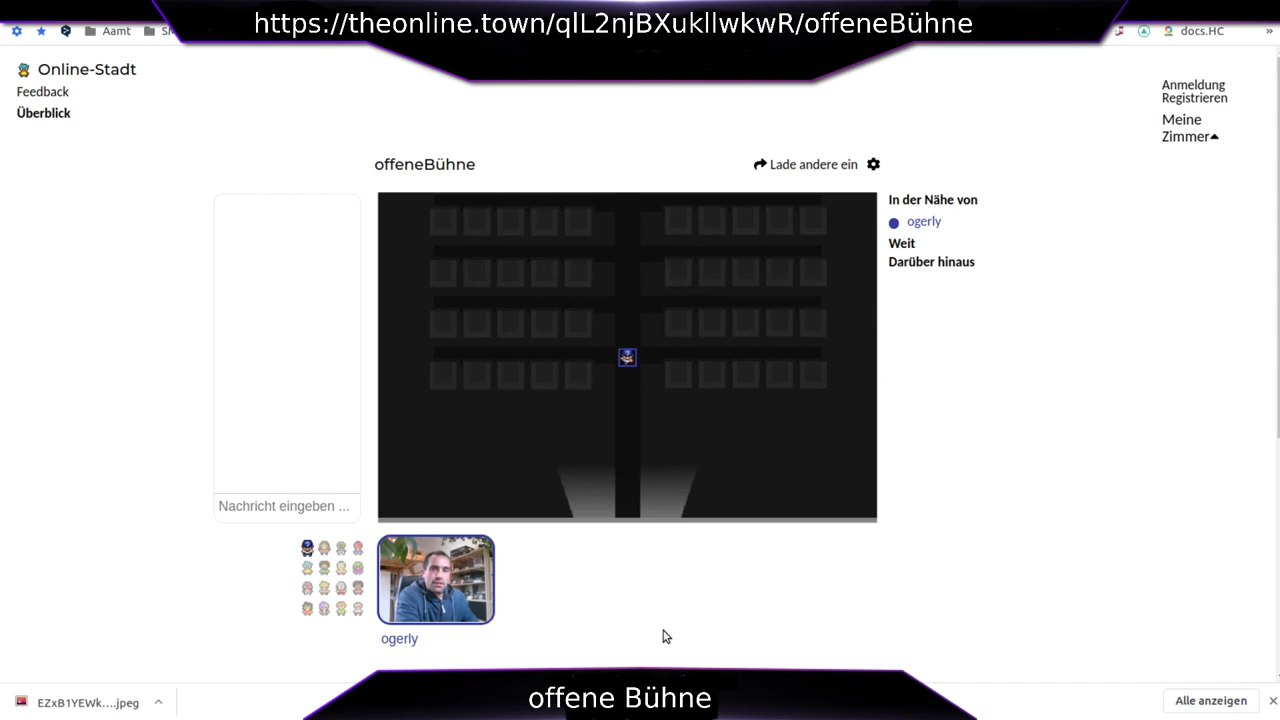 https://theonline.town/qlL2njBXukllwkwR/offeneBühne
Aamt
docs.HC
»
Online-Stadt
Feedback
Überblick
Anmeldung
Registrieren
Meine
Zimmer
offeneBühne
Lade andere ein
In der Nähe von
ogerly
Weit
Darüber hinaus
Nachricht eingeben ...
ogerly
offene Bühne
EZxB1YEWk....jpeg
Alle anzeigen